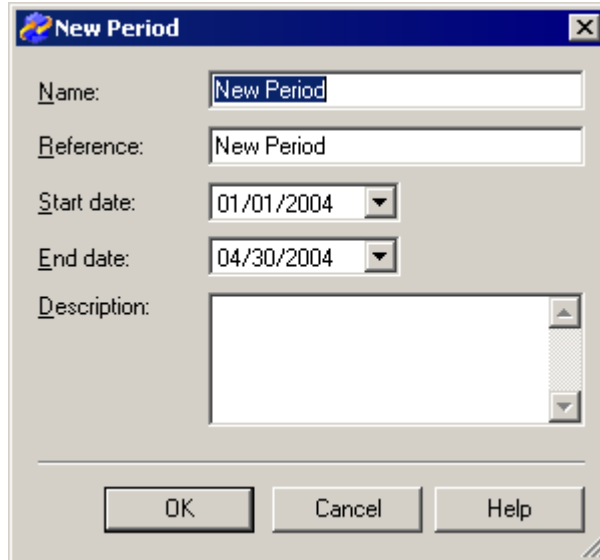 New Period
Name: New Period
Reference: New Period
Start date: 01/01/2004
End date: 04/30/2004
Description:
OK Cancel Help